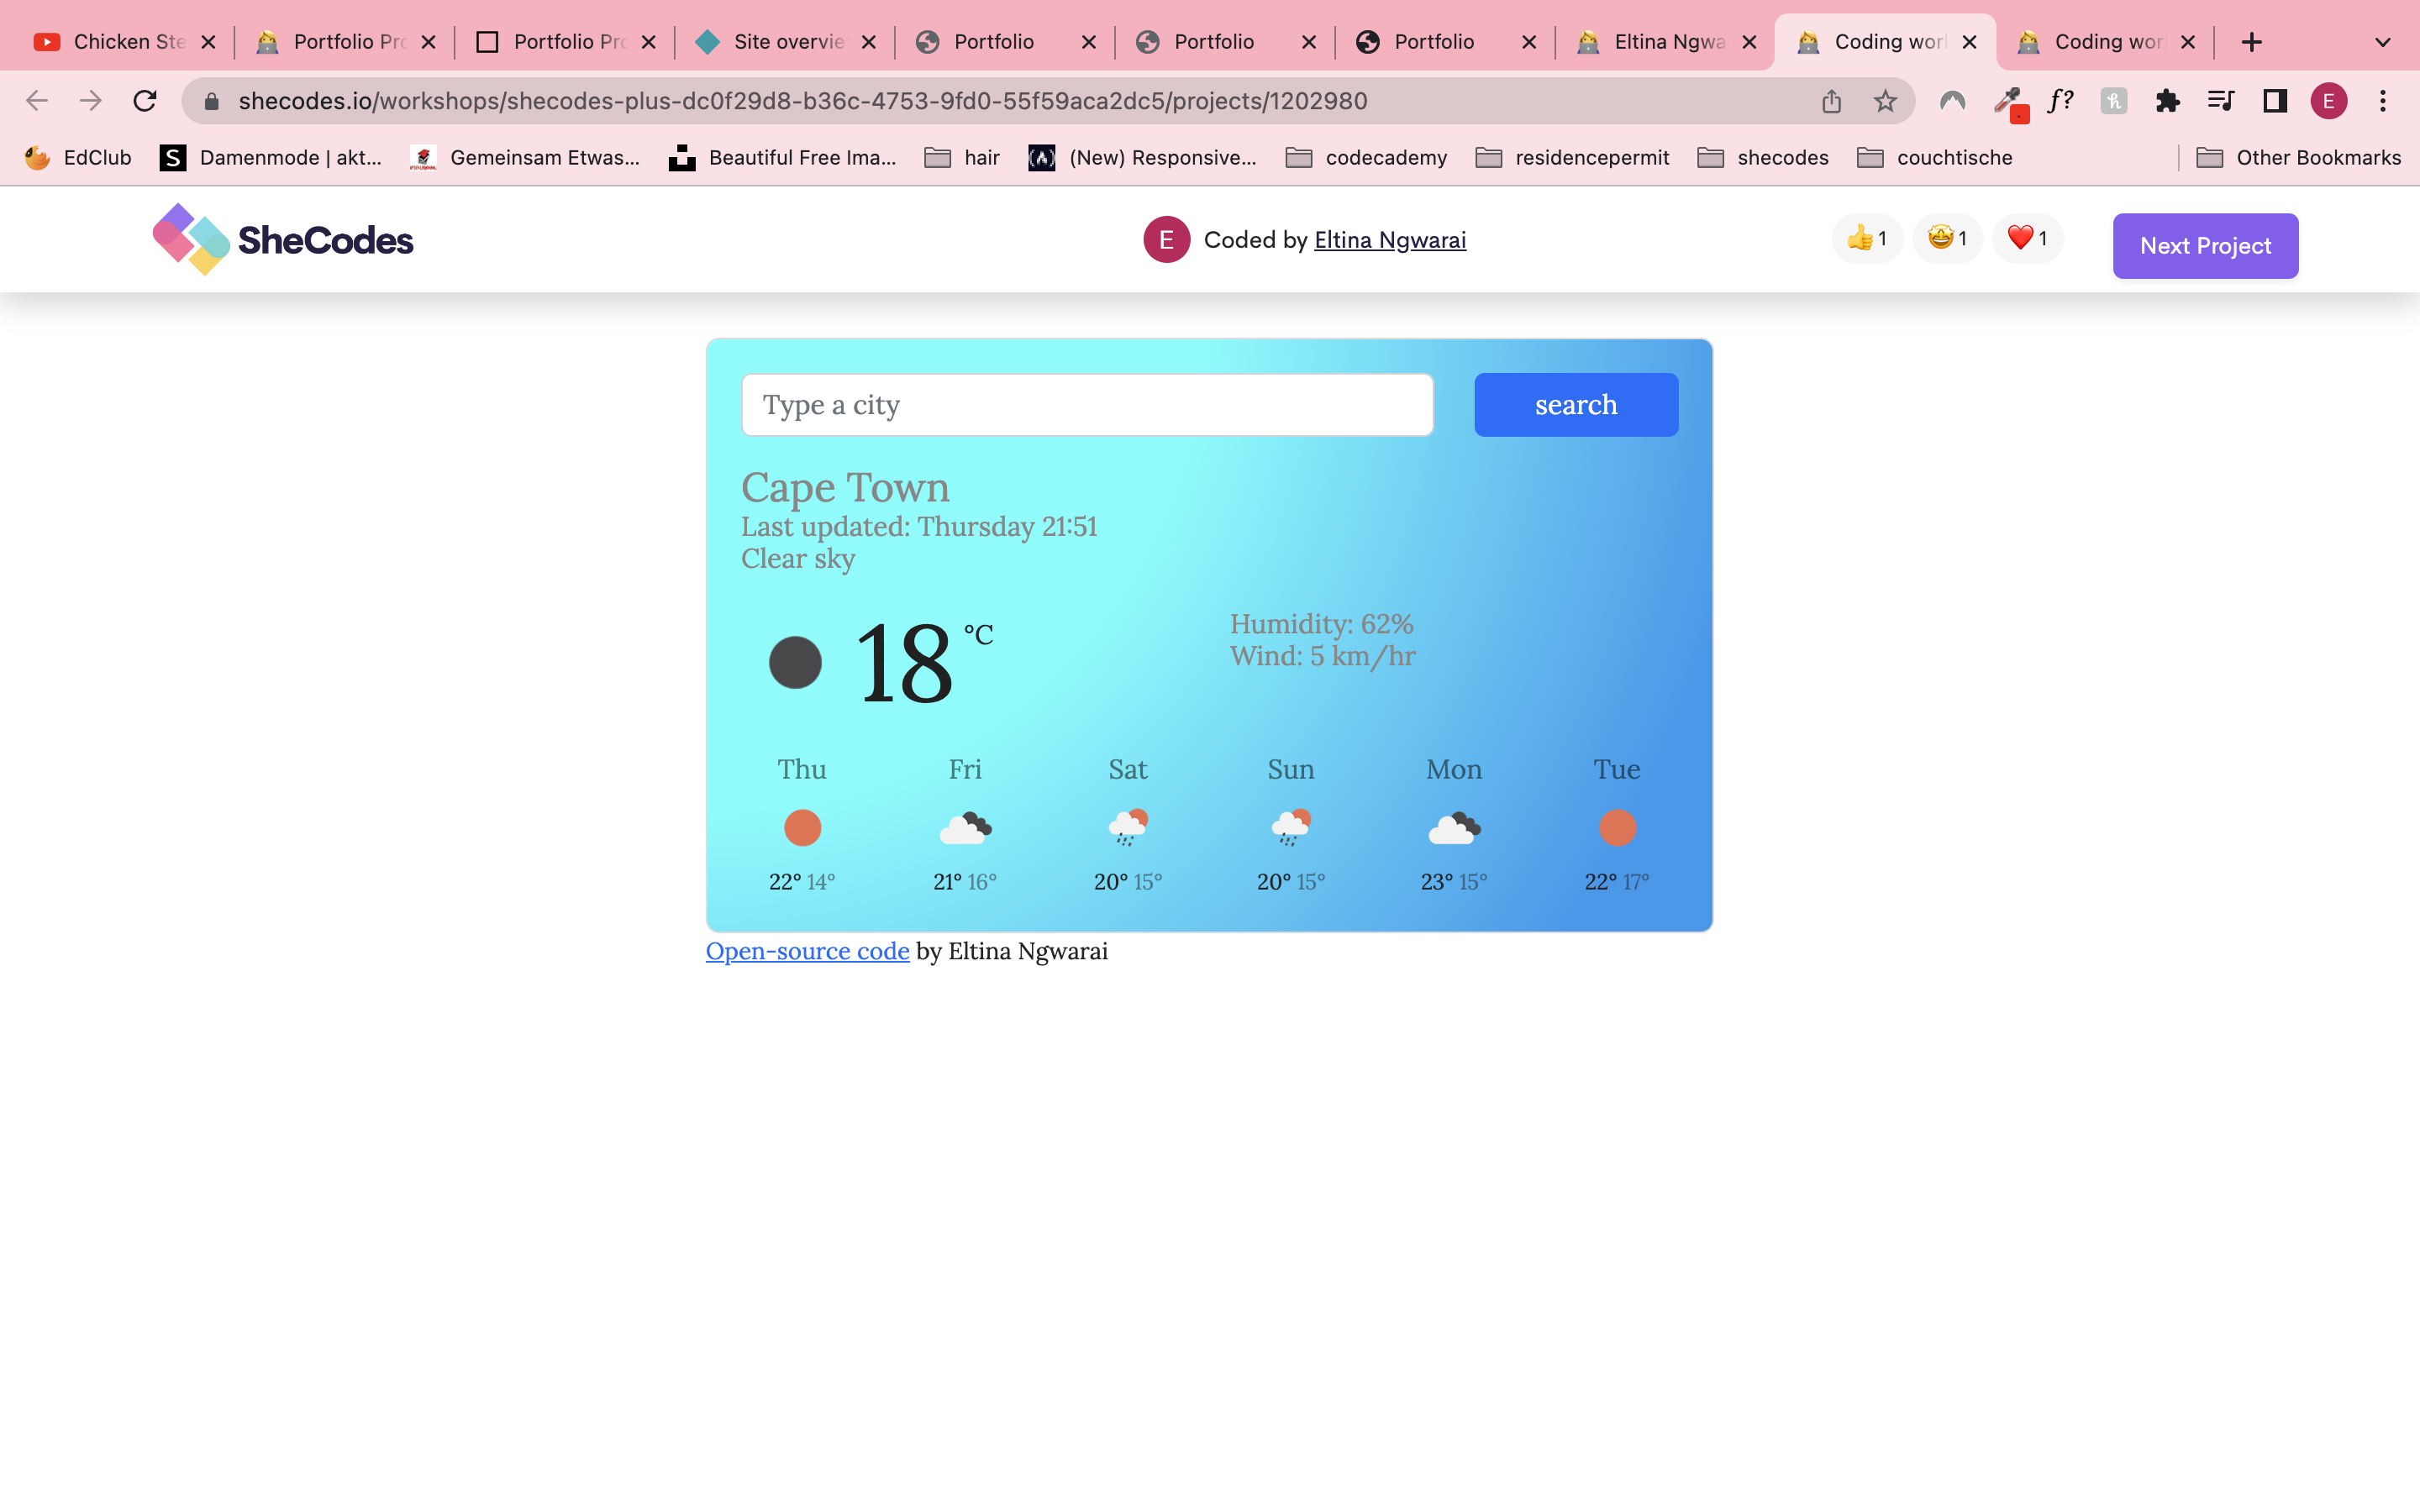 Chicken Ste
Portfolio Pro
Portfolio Pro
Site overvie
Portfolio
Portfolio
Portfolio
Eltina Ngwa
Coding wor
Coding wor
shecodes.io/workshops/shecodes-plus-dc0f29d8-b36c-4753-9fd0-55f59aca2dc5/projects/1202980
f?
h
E
EdClub
S
Damenmode | akt...
Gemeinsam Etwas...
Beautiful Free Ima...
hair
(New) Responsive...
codecademy
residencepermit
shecodes
couchtische
Other Bookmarks
SheCodes
E
Coded by Eltina Ngwarai
👍 1
🤩 1
❤️ 1
Next Project
Type a city
search
Cape Town
Last updated: Thursday 21:51
Clear sky
18 °C
Humidity: 62%
Wind: 5 km/hr
Thu Fri Sat Sun Mon Tue
22° 14° 21° 16° 20° 15° 20° 15° 23° 15° 22° 17°
Open-source code by Eltina Ngwarai